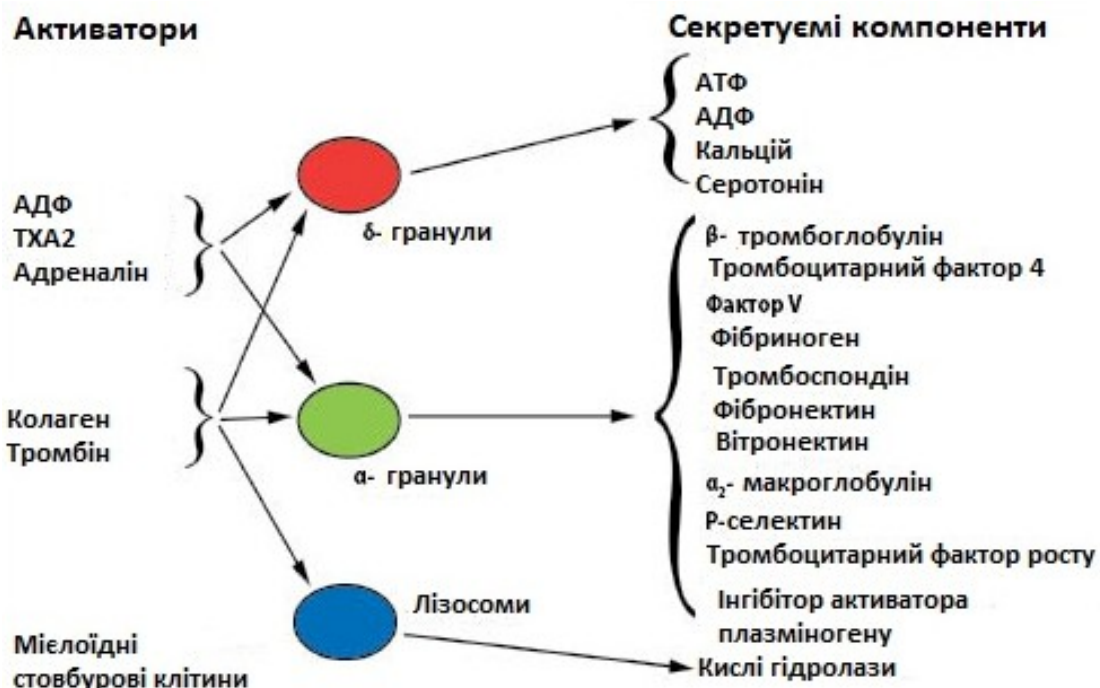 Активатори
Секретуємі компоненти
АТФ
АДФ
Кальцій
Серотонін
АДФ
ТХА2
Адреналін
δ- гранули
β- тромбоглобулін
Тромбоцитарний фактор 4
Фактор V
Фібриноген
Тромбоспондін
Фібронектин
Вітронектин
Колаген
Тромбін
α- гранули
α₂- макроглобулін
Р-селектин
Тромбоцитарний фактор росту
Інгібітор активатора
плазміногену
Лізосоми
Мієлоїдні
стовбурові клітини
Кислі гідролази